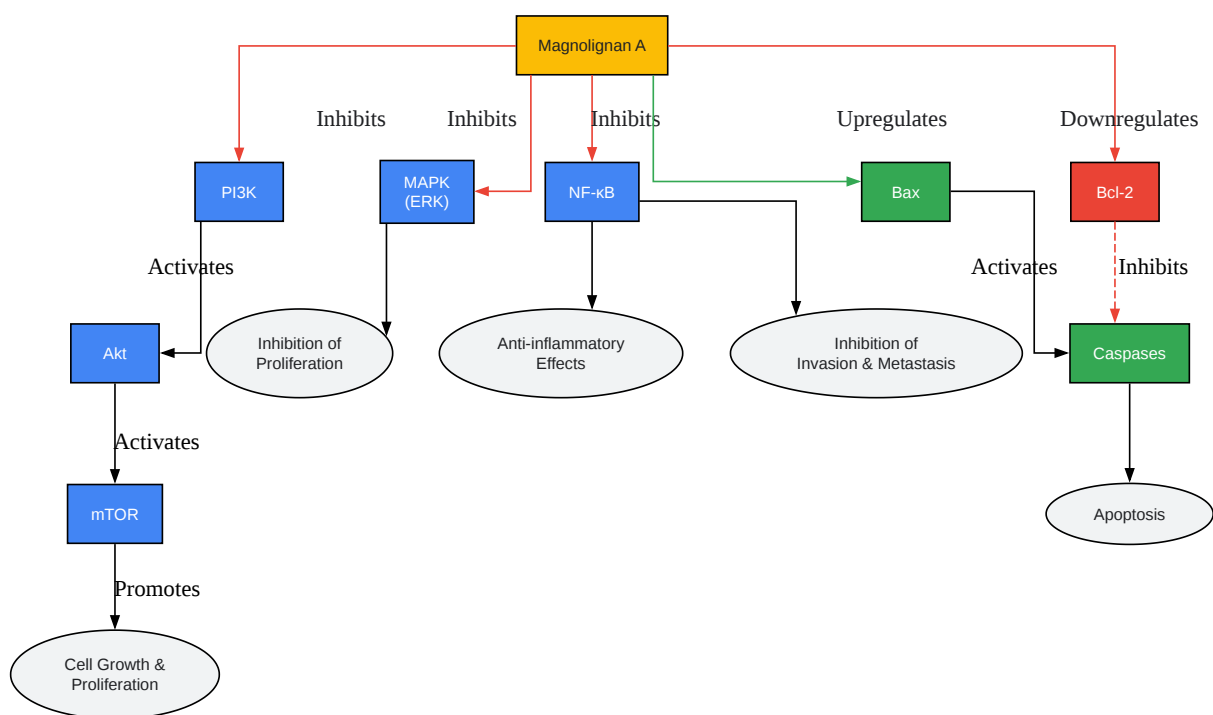 Magnolignan A
Inhibits
Inhibits
Inhibits
Upregulates
Downregulates
PI3K
MAPK
(ERK)
NF-κB
Bax
Bcl-2
Activates
Activates
Inhibits
Akt
Inhibition of
Proliferation
Anti-inflammatory
Effects
Inhibition of
Invasion & Metastasis
Caspases
Activates
mTOR
Apoptosis
Promotes
Cell Growth &
Proliferation